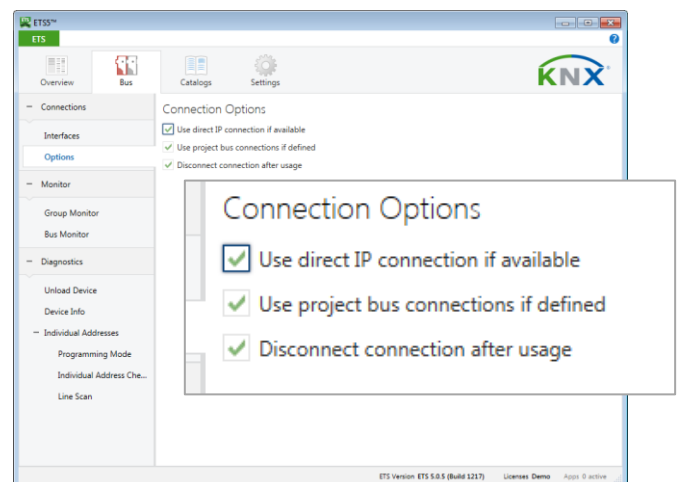 ETS5™
ETS
Overview
Bus
Catalogs
Settings
KNX
Connections
Interfaces
Options
Monitor
Group Monitor
Bus Monitor
Diagnostics
Unload Device
Device Info
Individual Addresses
Programming Mode
Individual Address Che...
Line Scan
Connection Options
Use direct IP connection if available
Use project bus connections if defined
Disconnect connection after usage
Connection Options
Use direct IP connection if available
Use project bus connections if defined
Disconnect connection after usage
ETS Version ETS 5.0.5 (Build 1217) Licenses Demo Apps 0 active